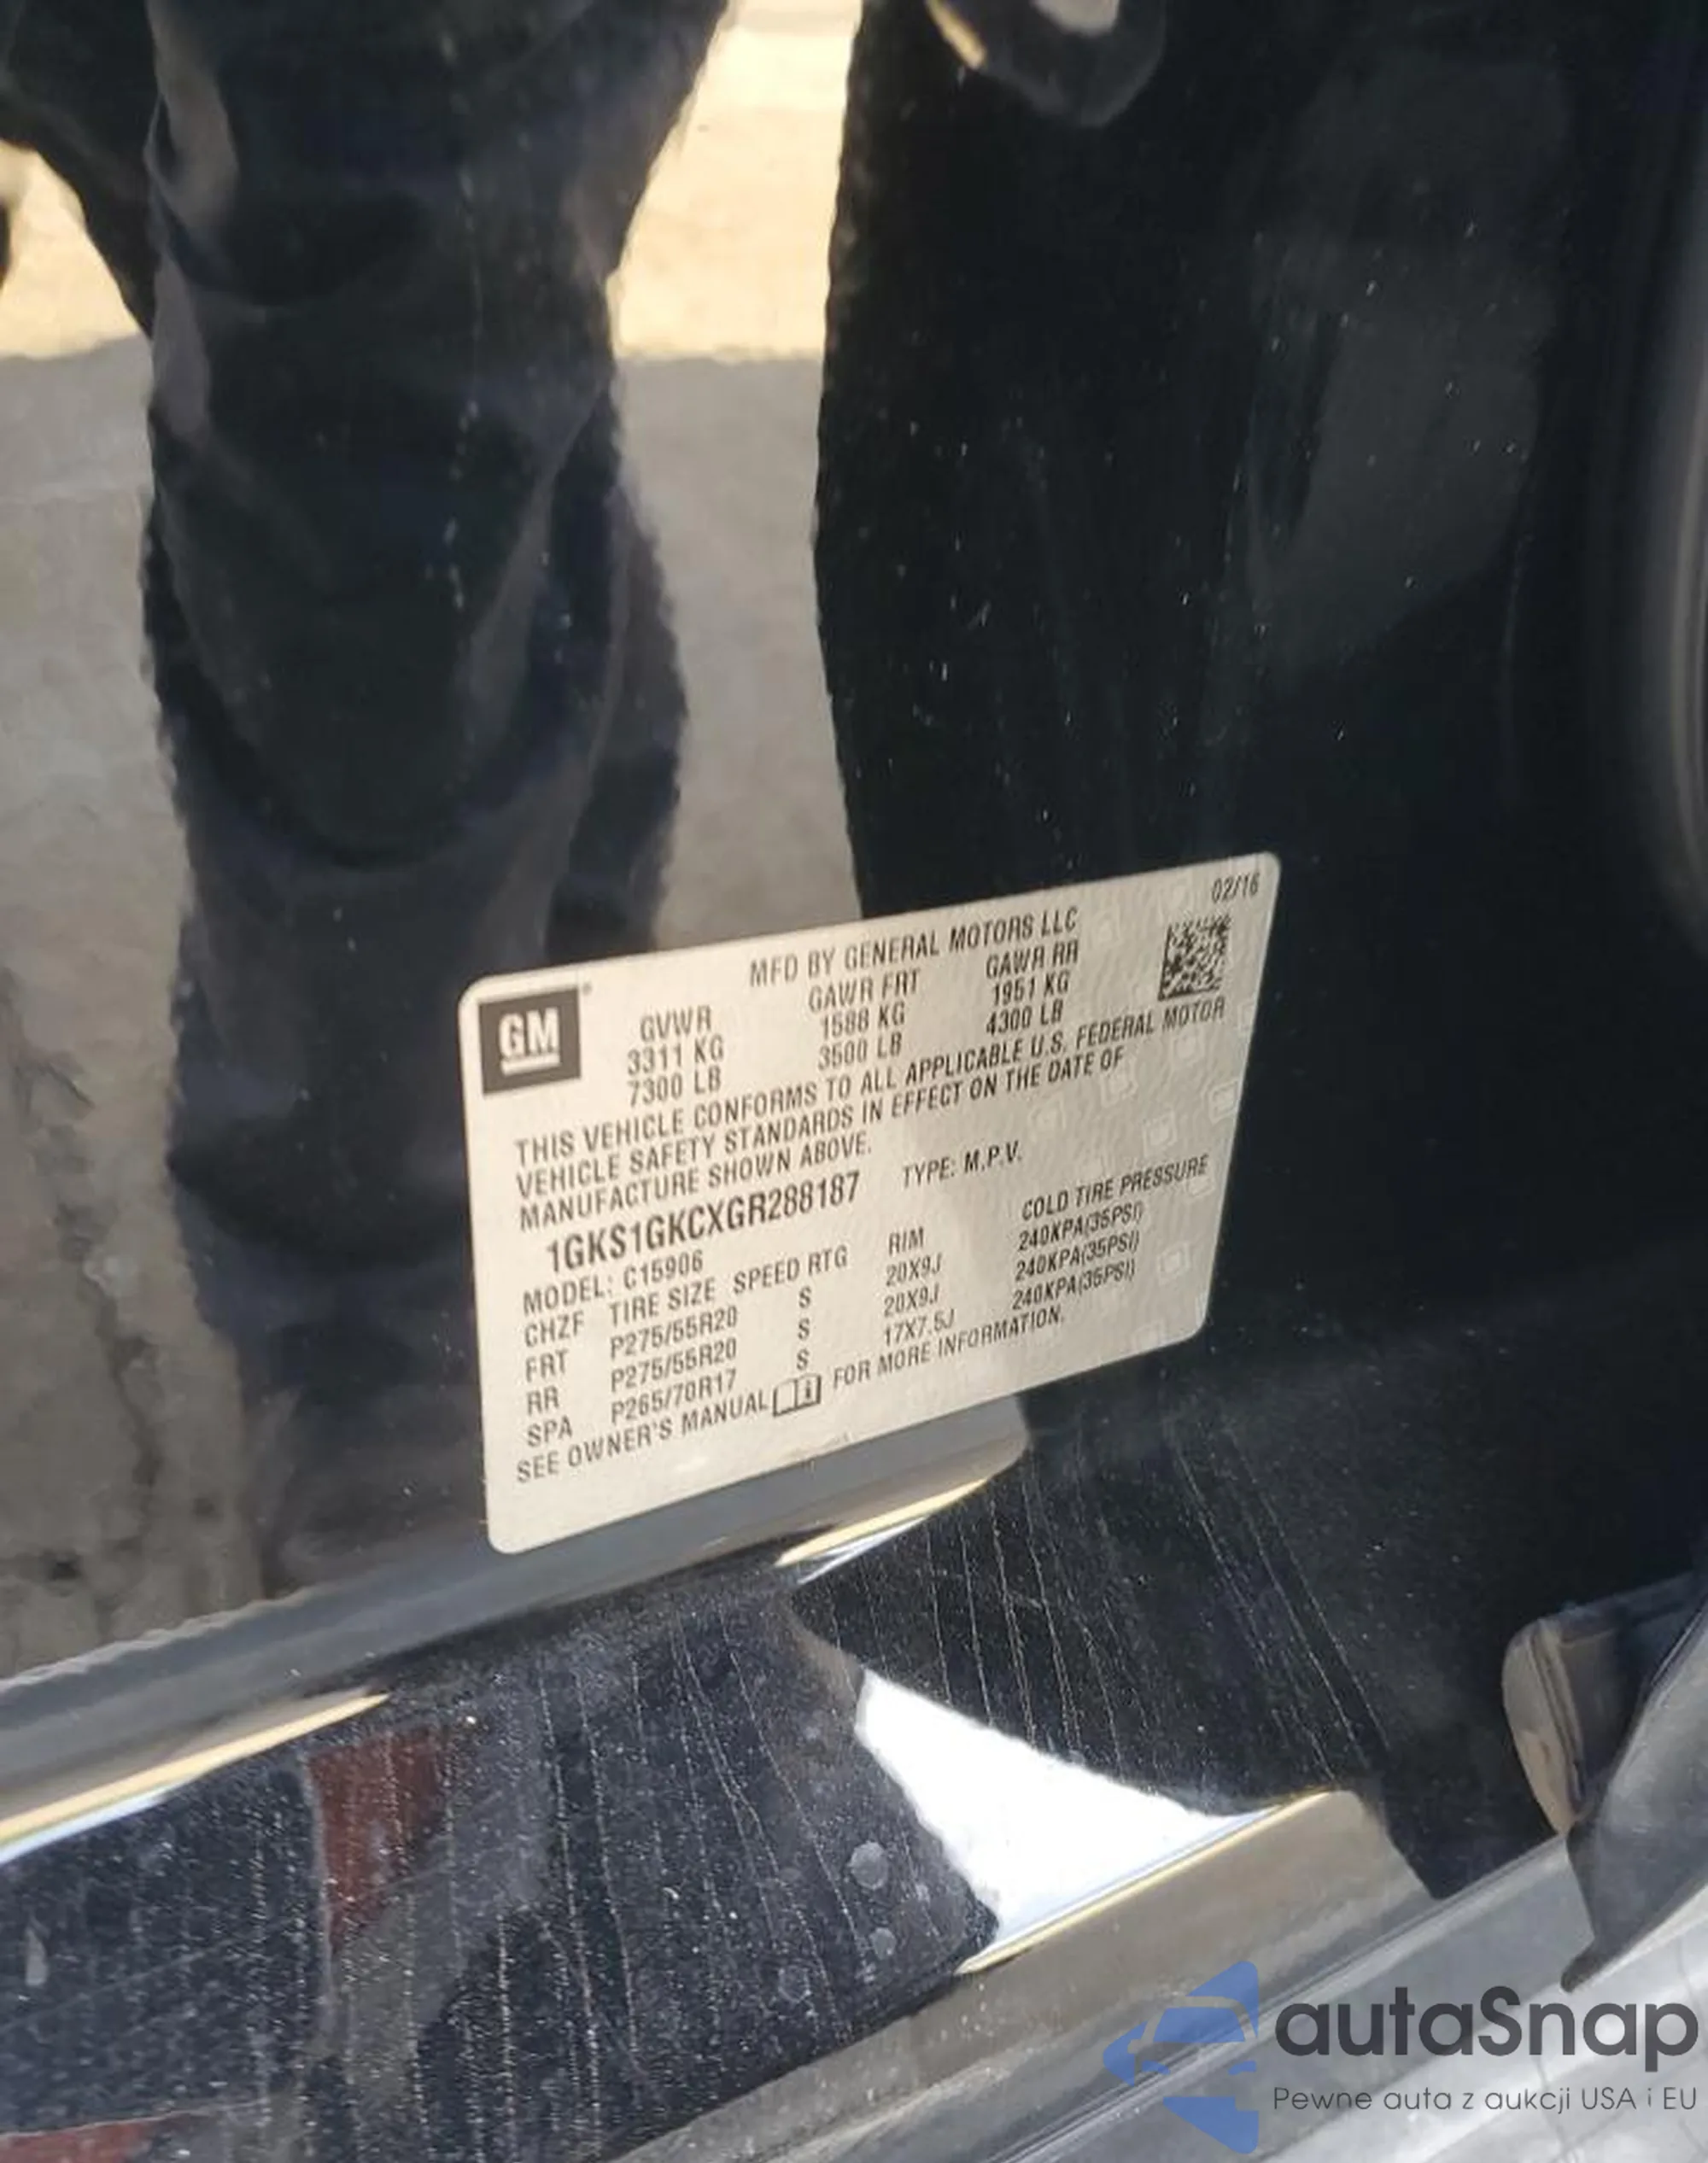 02/16
MFD BY GENERAL MOTORS LLC
GM
GVWR GAWR FRT GAWR RR
3311 KG 1588 KG 1951 KG
7300 LB 3500 LB 4300 LB
THIS VEHICLE CONFORMS TO ALL APPLICABLE U.S. FEDERAL MOTOR
VEHICLE SAFETY STANDARDS IN EFFECT ON THE DATE OF
MANUFACTURE SHOWN ABOVE.
1GKS1GKCXGR288187 TYPE: M.P.V.
MODEL: C15906
CHZF TIRE SIZE SPEED RTG RIM COLD TIRE PRESSURE
FRT P275/55R20 S 20X9J 240KPA(35PSI)
RR P275/55R20 S 20X9J 240KPA(35PSI)
SPA P265/70R17 S 17X7.5J 240KPA(35PSI)
SEE OWNER'S MANUAL FOR MORE INFORMATION.
autaSnap
Pewne auta z aukcji USA i EU